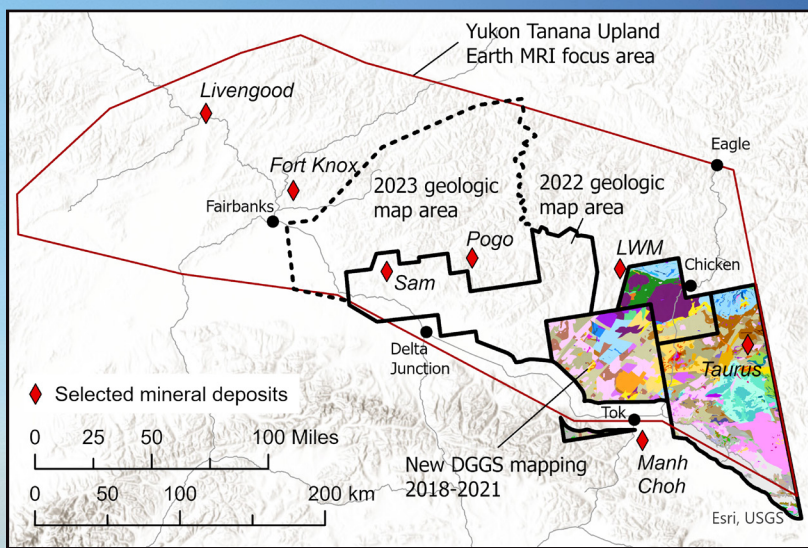 Yukon Tanana Upland
Earth MRI focus area
Livengood
Eagle
Fort Knox
2023 geologic
map area
2022 geologic
map area
Fairbanks
Pogo
LWM
Sam
Chicken
Delta
Junction
Taurus
Selected mineral deposits
0 25 50 100 Miles
Tok
0 50 100 200 km
New DGGS mapping
2018-2021
Manh
Choh
Esri, USGS